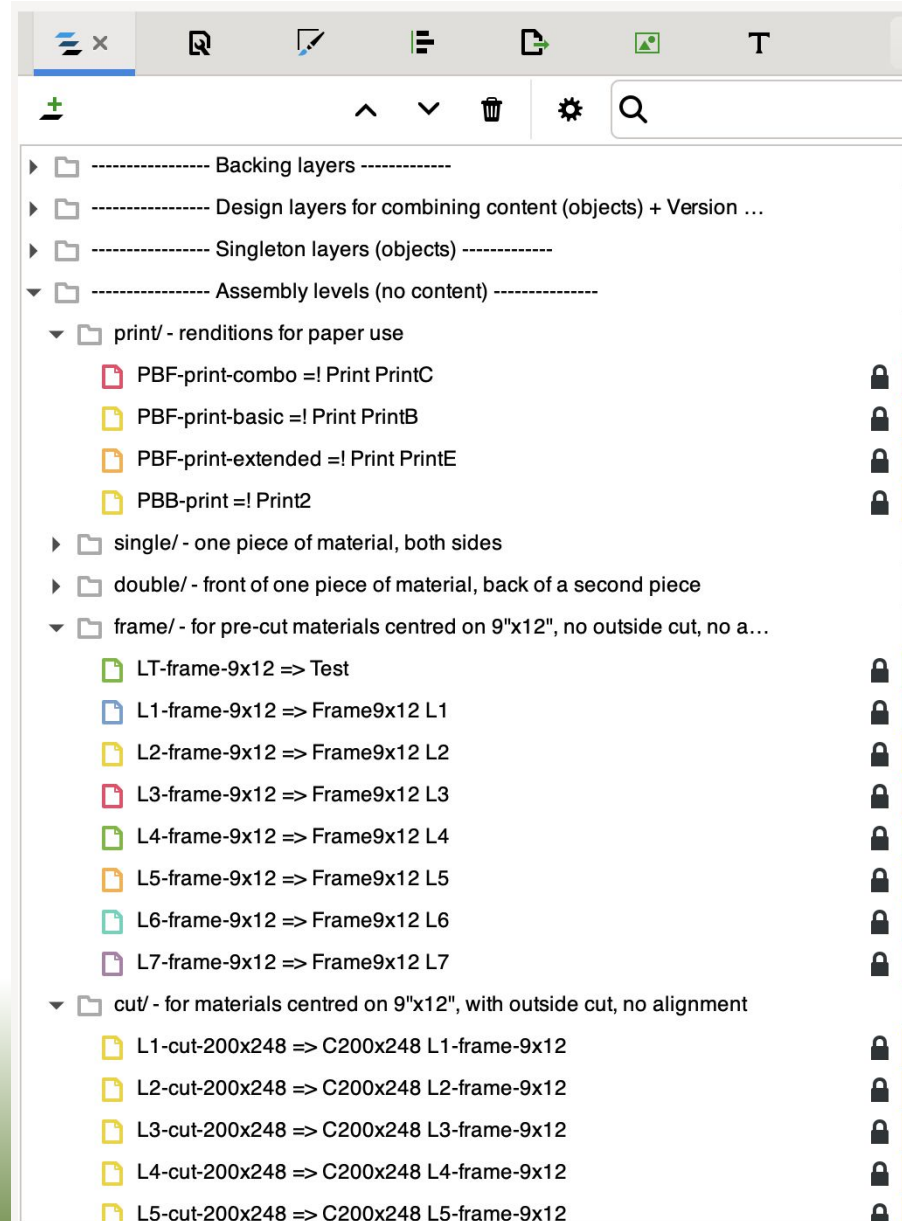 T
----------------- Backing layers -------------
----------------- Design layers for combining content (objects) + Version …
----------------- Singleton layers (objects) -------------
----------------- Assembly levels (no content) ---------------
print/ - renditions for paper use
PBF-print-combo =! Print PrintC
PBF-print-basic =! Print PrintB
PBF-print-extended =! Print PrintE
PBB-print =! Print2
single/ - one piece of material, both sides
double/ - front of one piece of material, back of a second piece
frame/ - for pre-cut materials centred on 9"x12", no outside cut, no a…
LT-frame-9x12 => Test
L1-frame-9x12 => Frame9x12 L1
L2-frame-9x12 => Frame9x12 L2
L3-frame-9x12 => Frame9x12 L3
L4-frame-9x12 => Frame9x12 L4
L5-frame-9x12 => Frame9x12 L5
L6-frame-9x12 => Frame9x12 L6
L7-frame-9x12 => Frame9x12 L7
cut/ - for materials centred on 9"x12", with outside cut, no alignment
L1-cut-200x248 => C200x248 L1-frame-9x12
L2-cut-200x248 => C200x248 L2-frame-9x12
L3-cut-200x248 => C200x248 L3-frame-9x12
L4-cut-200x248 => C200x248 L4-frame-9x12
L5-cut-200x248 => C200x248 L5-frame-9x12